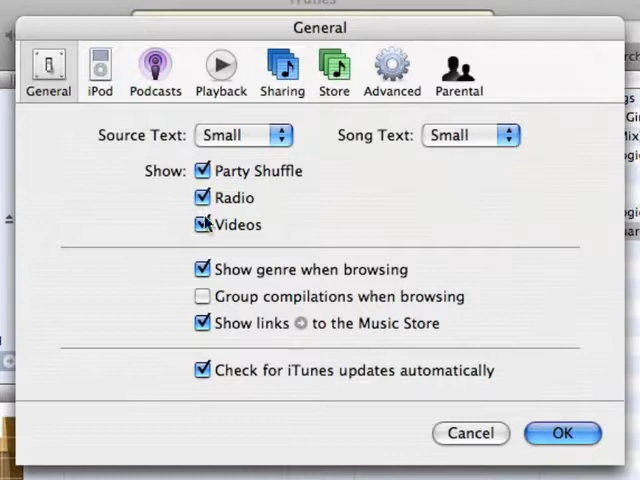 iTunes
General
General iPod Podcasts Playback Sharing Store Advanced Parental
Source Text: Small Song Text: Small
Show: Party Shuffle
Radio
Videos
Show genre when browsing
Group compilations when browsing
Show links to the Music Store
Check for iTunes updates automatically
Cancel OK